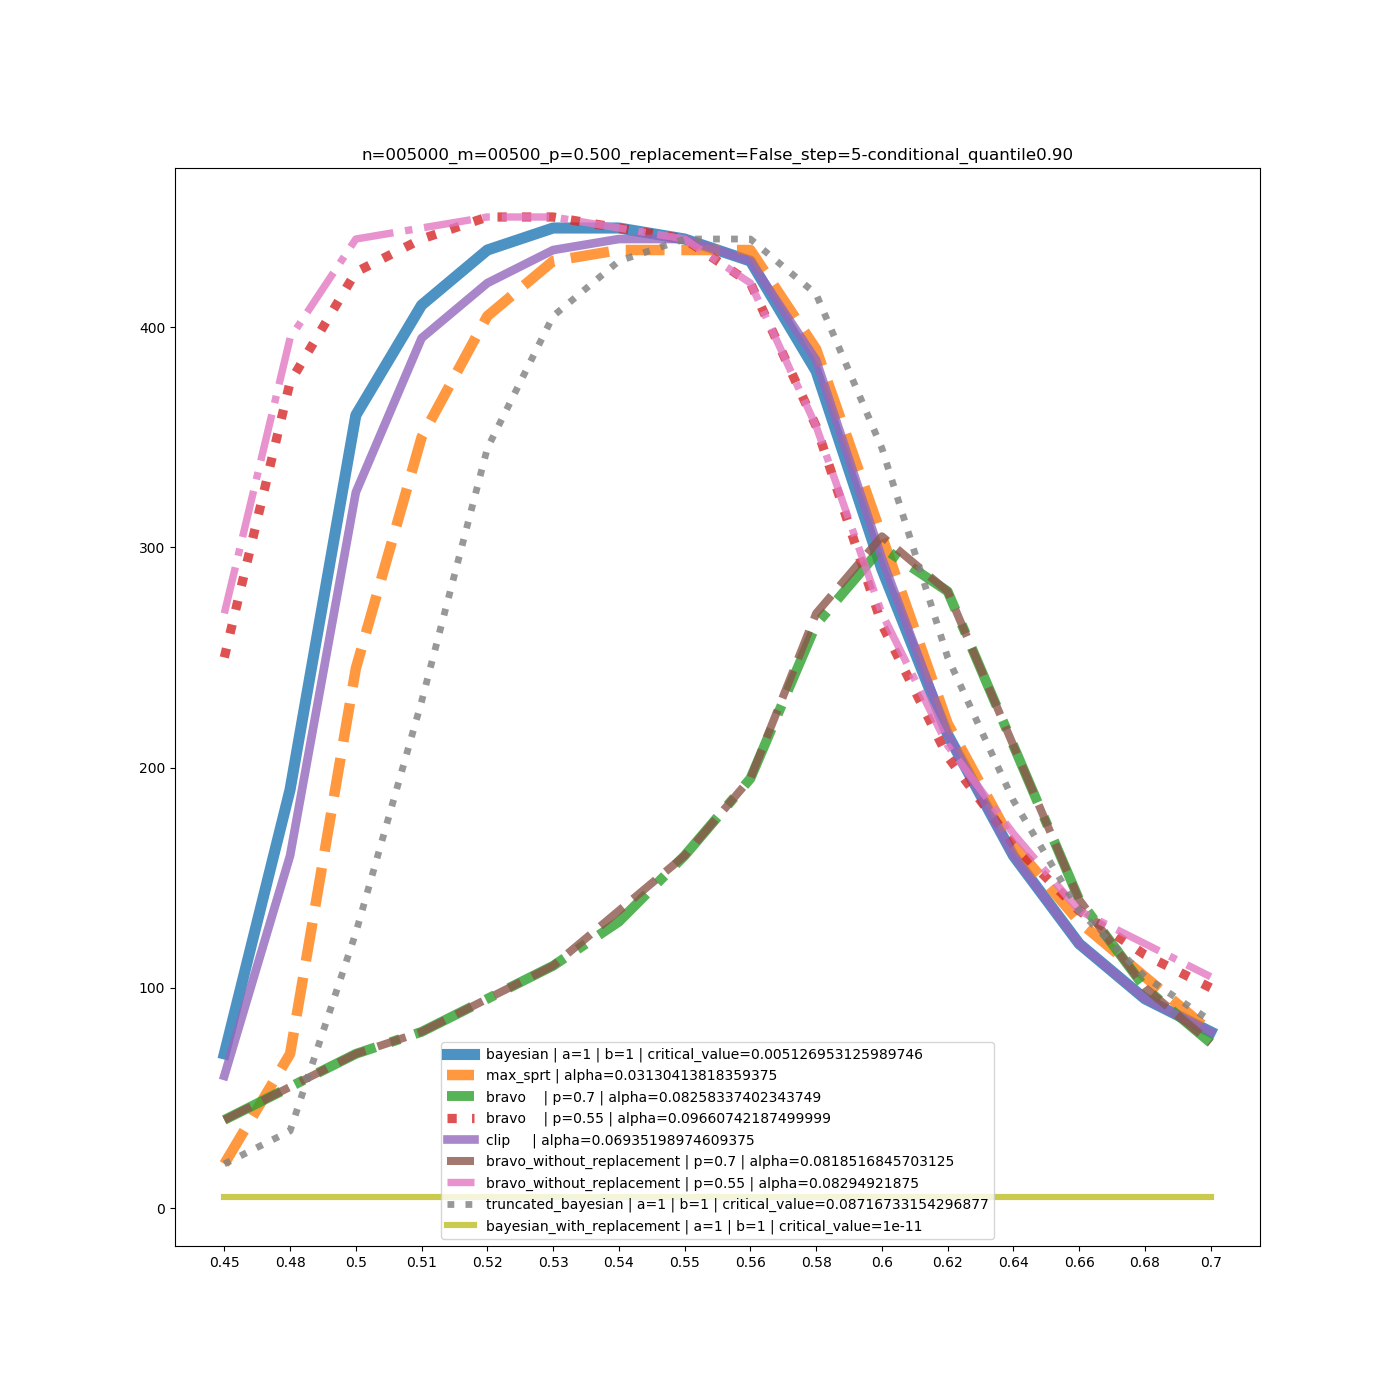 n=005000_m=00500_p=0.500_replacement=False_step=5-conditional_quantile0.90
400
300
200
100
0
bayesian | a=1 | b=1 | critical_value=0.005126953125989746
max_sprt | alpha=0.03130413818359375
bravo    | p=0.7 | alpha=0.08258337402343749
bravo    | p=0.55 | alpha=0.09660742187499999
clip     | alpha=0.06935198974609375
bravo_without_replacement | p=0.7 | alpha=0.0818516845703125
bravo_without_replacement | p=0.55 | alpha=0.08294921875
truncated_bayesian | a=1 | b=1 | critical_value=0.08716733154296877
bayesian_with_replacement | a=1 | b=1 | critical_value=1e-11
0.45 0.48 0.5 0.51 0.52 0.53 0.54 0.55 0.56 0.58 0.6 0.62 0.64 0.66 0.68 0.7